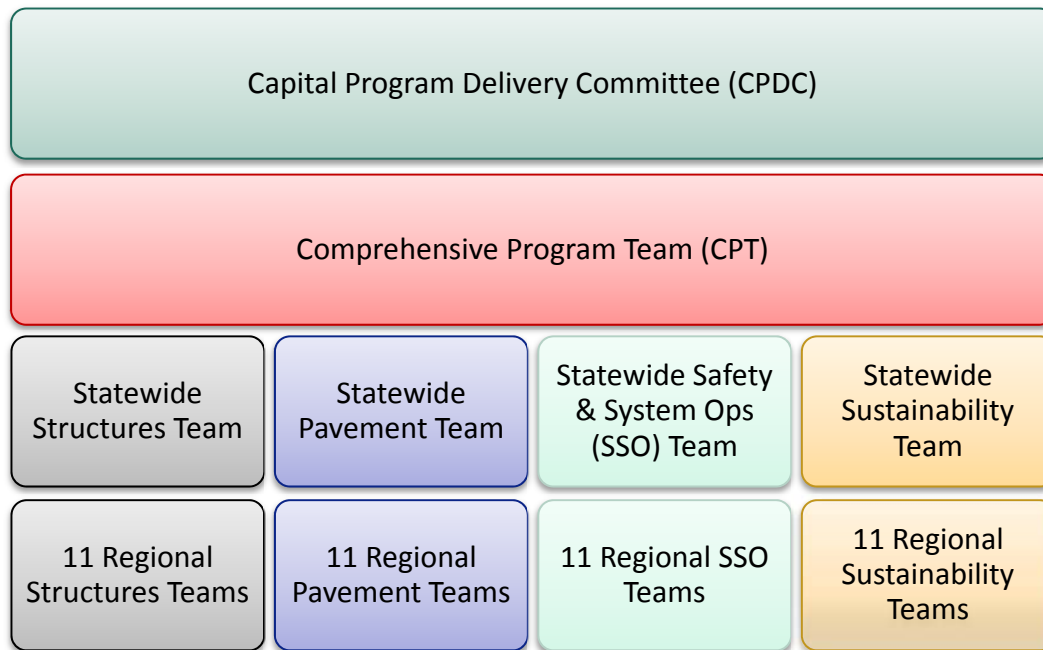 Capital Program Delivery Committee (CPDC)
Comprehensive Program Team (CPT)
Statewide
Structures Team
Statewide
Pavement Team
Statewide Safety
& System Ops
(SSO) Team
Statewide
Sustainability
Team
11 Regional
Structures Teams
11 Regional
Pavement Teams
11 Regional SSO
Teams
11 Regional
Sustainability
Teams